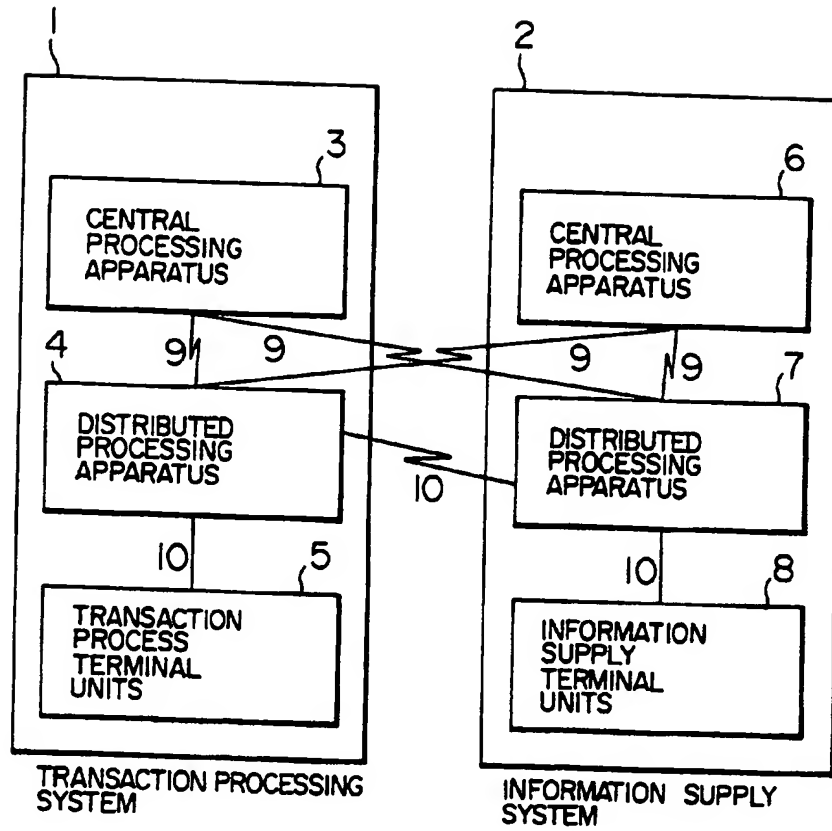 1
2
3
CENTRAL
PROCESSING
APPARATUS
6
CENTRAL
PROCESSING
APPARATUS
9
9
9
9
4
DISTRIBUTED
PROCESSING
APPARATUS
7
DISTRIBUTED
PROCESSING
APPARATUS
10
10
5
TRANSACTION
PROCESS
TERMINAL
UNITS
10
8
INFORMATION
SUPPLY
TERMINAL
UNITS
TRANSACTION PROCESSING
SYSTEM
INFORMATION SUPPLY
SYSTEM